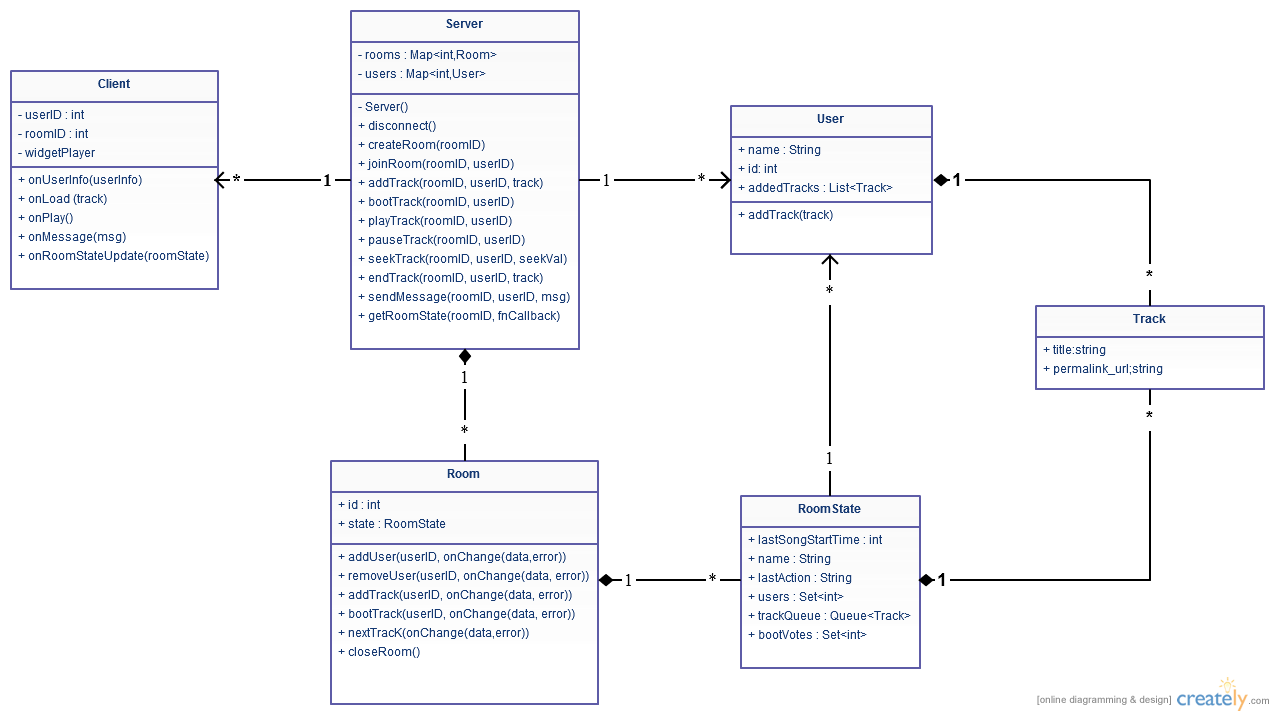 Server
- rooms : Map<int,Room>
- users : Map<int,User>
- Server()
+ disconnect()
+ createRoom(roomID)
+ joinRoom(roomID, userID)
+ addTrack(roomID, userID, track)
+ bootTrack(roomID, userID)
+ playTrack(roomID, userID)
+ pauseTrack(roomID, userID)
+ seekTrack(roomID, userID, seekVal)
+ endTrack(roomID, userID, track)
+ sendMessage(roomID, userID, msg)
+ getRoomState(roomID, fnCallback)
Client
- userID : int
- roomID : int
- widgetPlayer
+ onUserInfo(userInfo)
+ onLoad (track)
+ onPlay()
+ onMessage(msg)
+ onRoomStateUpdate(roomState)
* 1
1 *
User
+ name : String
+ id: int
+ addedTracks : List<Track>
+ addTrack(track)
1
*
Track
+ title:string
+ permalink_url;string
*
*
1
1
*
Room
+ id : int
+ state : RoomState
+ addUser(userID, onChange(data,error))
+ removeUser(userID, onChange(data, error))
+ addTrack(userID, onChange(data, error))
+ bootTrack(userID, onChange(data, error))
+ nextTracK(onChange(data,error))
+ closeRoom()
1 *
RoomState
+ lastSongStartTime : int
+ name : String
+ lastAction : String
+ users : Set<int>
+ trackQueue : Queue<Track>
+ bootVotes : Set<int>
1
[online diagramming & design] creately.com